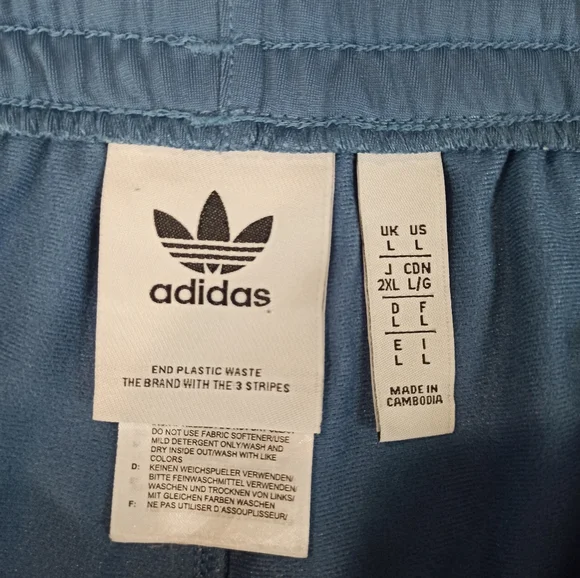 adidas
END PLASTIC WASTE
THE BRAND WITH THE 3 STRIPES
DO NOT USE FABRIC SOFTENER/USE
MILD DETERGENT ONLY/WASH AND
DRY INSIDE OUT/WASH WITH LIKE
COLORS
D: KEINEN WEICHSPUELER VERWENDEN/
BITTE FEINWASCHMITTEL VERWENDEN/
WASCHEN UND TROCKNEN VON LINKS/
MIT GLEICHEN FARBEN WASCHEN
F: NE PAS UTILISER D'ASSOUPLISSEUR/
UK US
L L
J CDN
2XL L/G
D F
L L
E I
L L
MADE IN
CAMBODIA